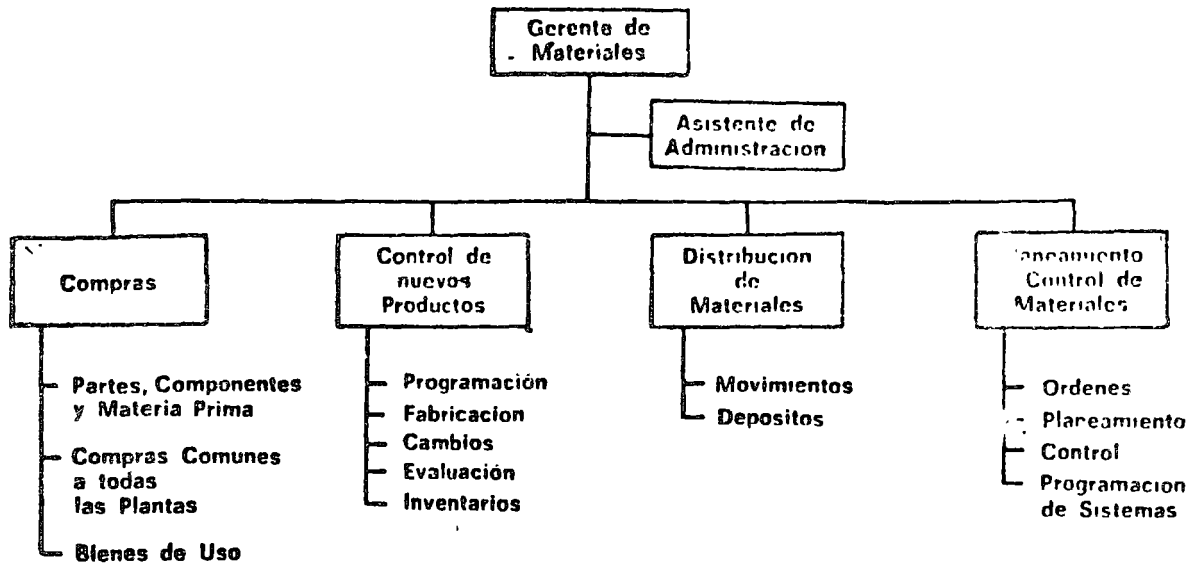 Gerente de
Materiales
Asistente de
Administracion
Compras
Partes, Componentes
y Materia Prima
Compras Comunes
a todas
las Plantas
Bienes de Uso
Control de
nuevos
Productos
Programación
Fabricacion
Cambios
Evaluación
Inventarios
Distribucion
de
Materiales
Movimientos
Depositos
Control de
Materiales
Ordenes
Planeamiento
Control
Programacion
de Sistemas